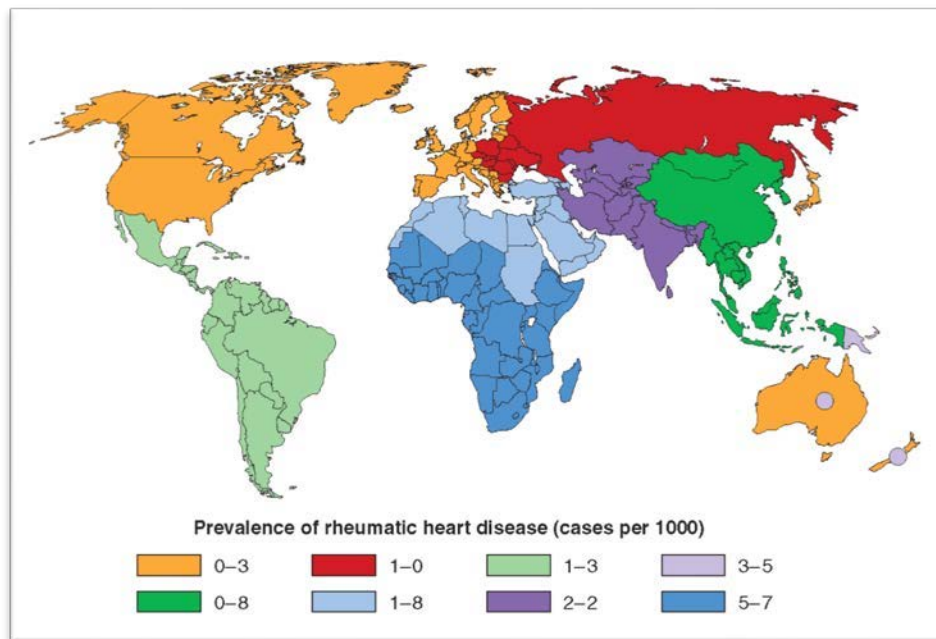 Prevalence of rheumatic heart disease (cases per 1000)
0–3 1–0 1–3 3–5
0–8 1–8 2–2 5–7